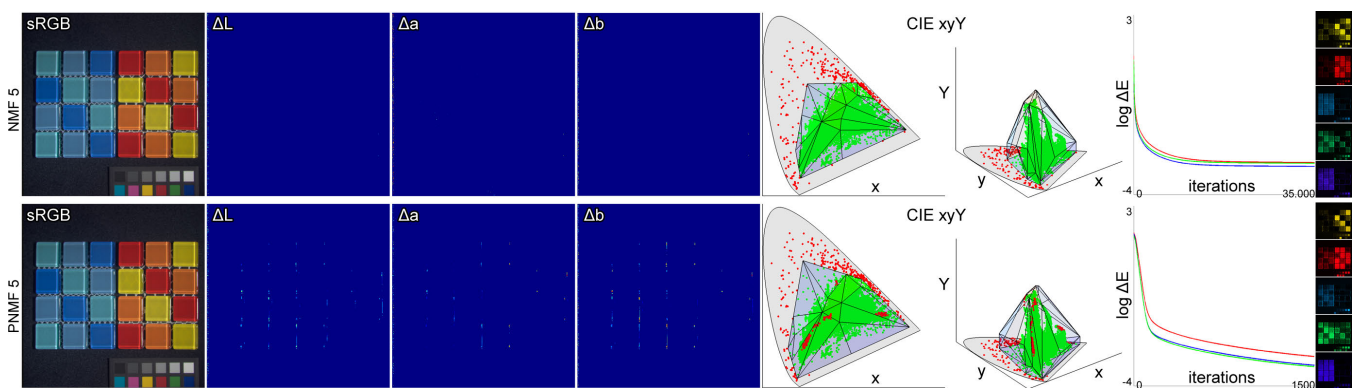 sRGB ΔL Δa Δb CIE xyY 3
NMF 5
Y
y
x
x
log ΔE
-4
0 iterations 35.000
sRGB ΔL Δa Δb CIE xyY 3
PNMF 5
Y
y
x
x
log ΔE
-4
0 iterations 1500